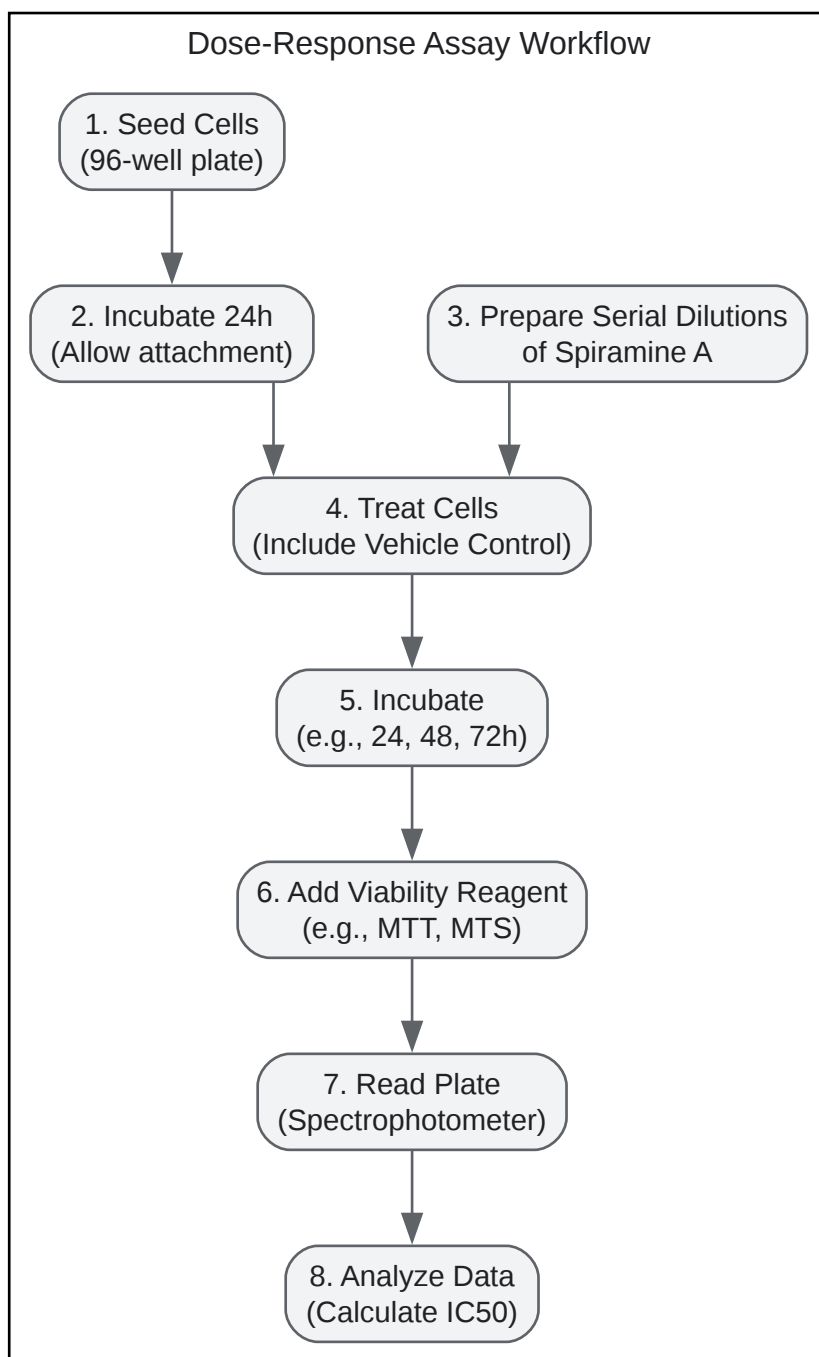 Dose-Response Assay Workflow
1. Seed Cells
(96-well plate)
2. Incubate 24h
(Allow attachment)
3. Prepare Serial Dilutions
of Spiramine A
4. Treat Cells
(Include Vehicle Control)
5. Incubate
(e.g., 24, 48, 72h)
6. Add Viability Reagent
(e.g., MTT, MTS)
7. Read Plate
(Spectrophotometer)
8. Analyze Data
(Calculate IC50)